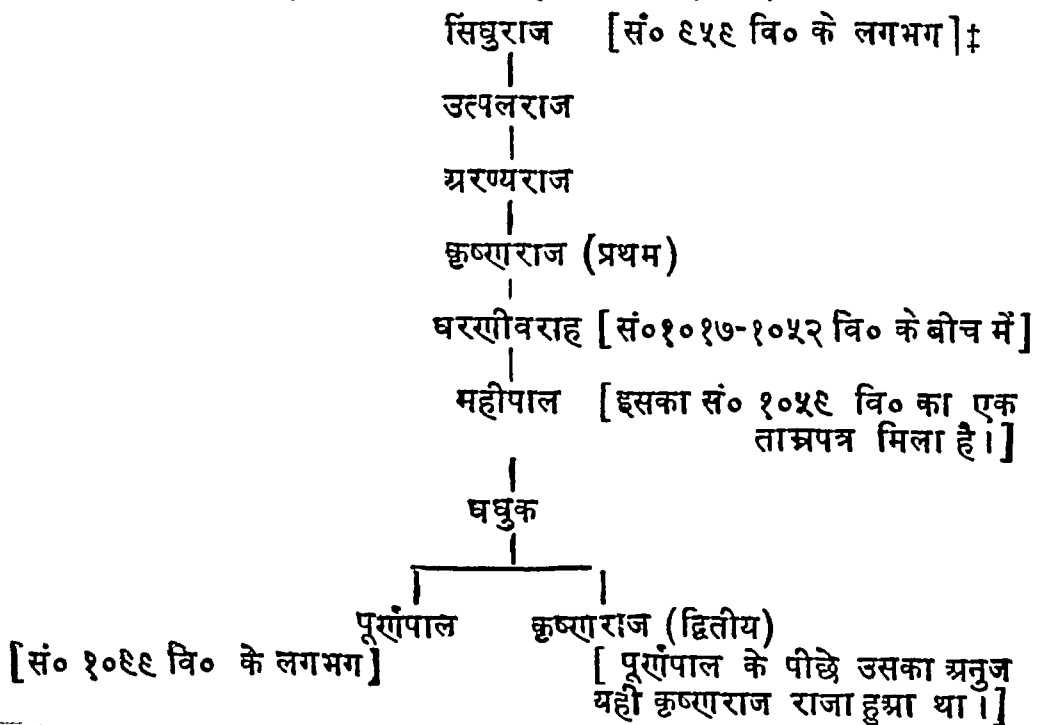 सिंधुराज [सं० ९५९ वि० के लगभग]‡
उत्पलराज
अरण्यराज
कृष्णराज (प्रथम)
धरणीवराह [सं०१०१७-१०५२ वि० के बीच में]
महीपाल [इसका सं० १०५९ वि० का एक
ताम्रपत्र मिला है।]
धधुक
पूर्णपाल कृष्णराज (द्वितीय)
[सं० १०९९ वि० के लगभग] [ पूर्णपाल के पीछे उसका अनुज
यही कृष्णराज राजा हुआ था।]